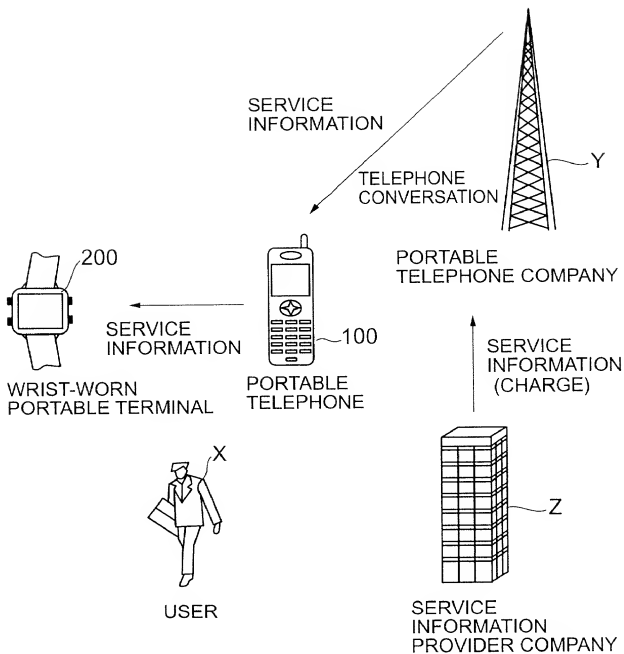 SERVICE
INFORMATION
Y
TELEPHONE
CONVERSATION
PORTABLE
TELEPHONE COMPANY
200
SERVICE
INFORMATION
100
WRIST-WORN
PORTABLE TERMINAL
PORTABLE
TELEPHONE
SERVICE
INFORMATION
(CHARGE)
X
USER
Z
SERVICE
INFORMATION
PROVIDER COMPANY